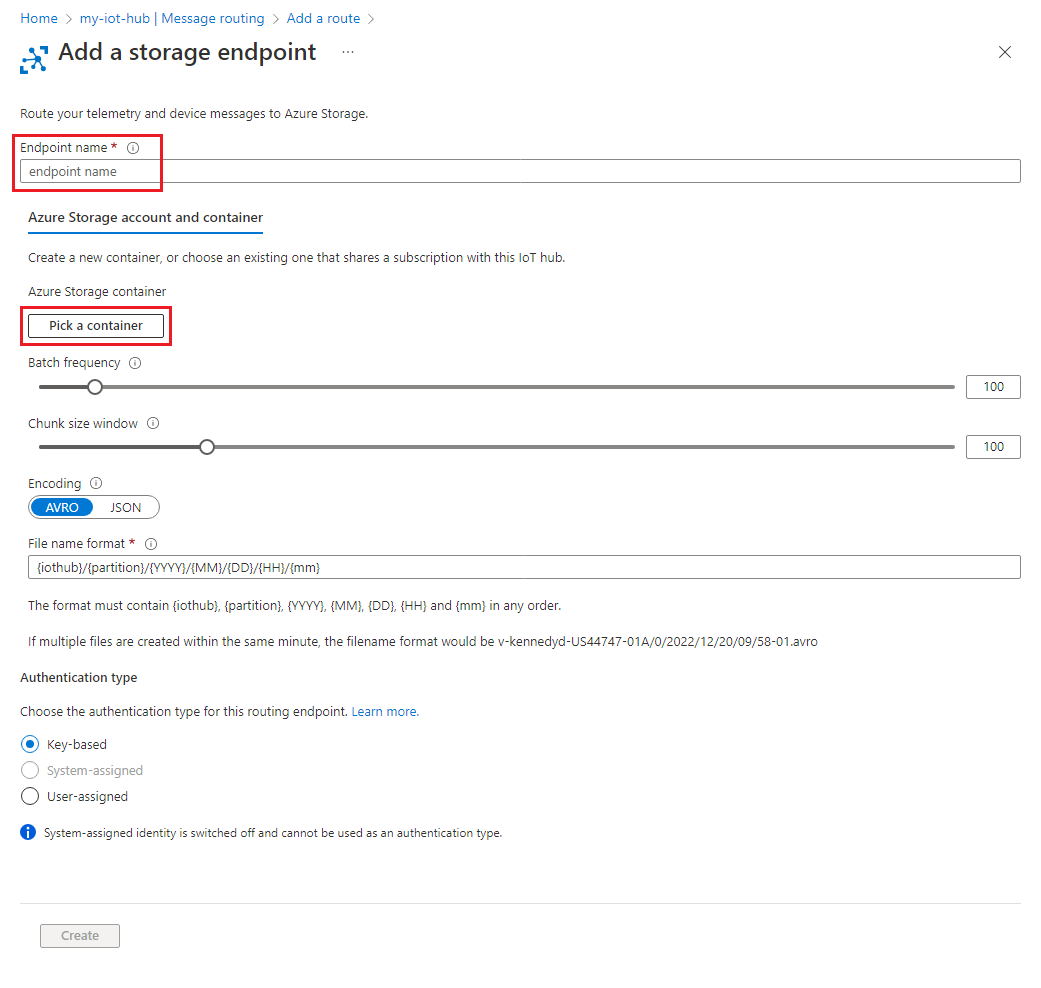 Home > my-iot-hub | Message routing > Add a route >
Add a storage endpoint ...
Route your telemetry and device messages to Azure Storage.
Endpoint name *
endpoint name
Azure Storage account and container
Create a new container, or choose an existing one that shares a subscription with this IoT hub.
Azure Storage container
Pick a container
Batch frequency
100
Chunk size window
100
Encoding
AVRO JSON
File name format *
{iothub}/{partition}/{YYYY}/{MM}/{DD}/{HH}/{mm}
The format must contain {iothub}, {partition}, {YYYY}, {MM}, {DD}, {HH} and {mm} in any order.
If multiple files are created within the same minute, the filename format would be v-kennedyd-US44747-01A/0/2022/12/20/09/58-01.avro
Authentication type
Choose the authentication type for this routing endpoint. Learn more.
Key-based
System-assigned
User-assigned
System-assigned identity is switched off and cannot be used as an authentication type.
Create